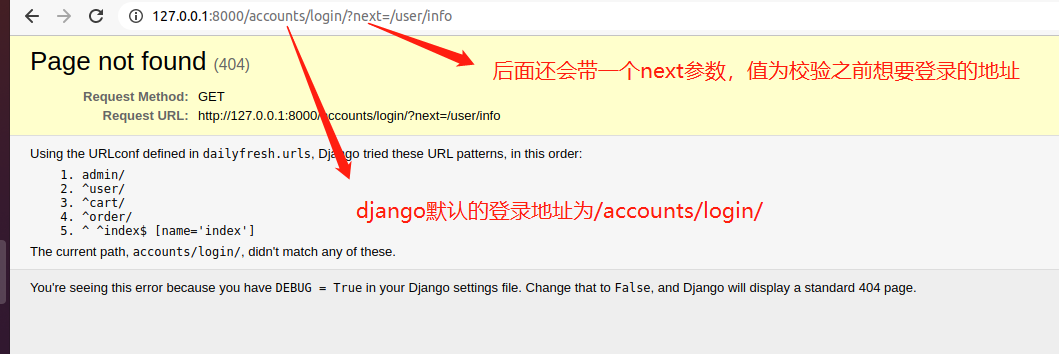 127.0.0.1:8000/accounts/login/?next=/user/info
Page not found (404)
后面还会带一个next参数，值为校验之前想要登录的地址
Request Method: GET
Request URL: http://127.0.0.1:8000/accounts/login/?next=/user/info
Using the URLconf defined in dailyfresh.urls, Django tried these URL patterns, in this order:
1. admin/
2. ^user/
3. ^cart/
4. ^order/
5. ^ ^index$ [name='index']
django默认的登录地址为/accounts/login/
The current path, accounts/login/, didn't match any of these.
You're seeing this error because you have DEBUG = True in your Django settings file. Change that to False, and Django will display a standard 404 page.